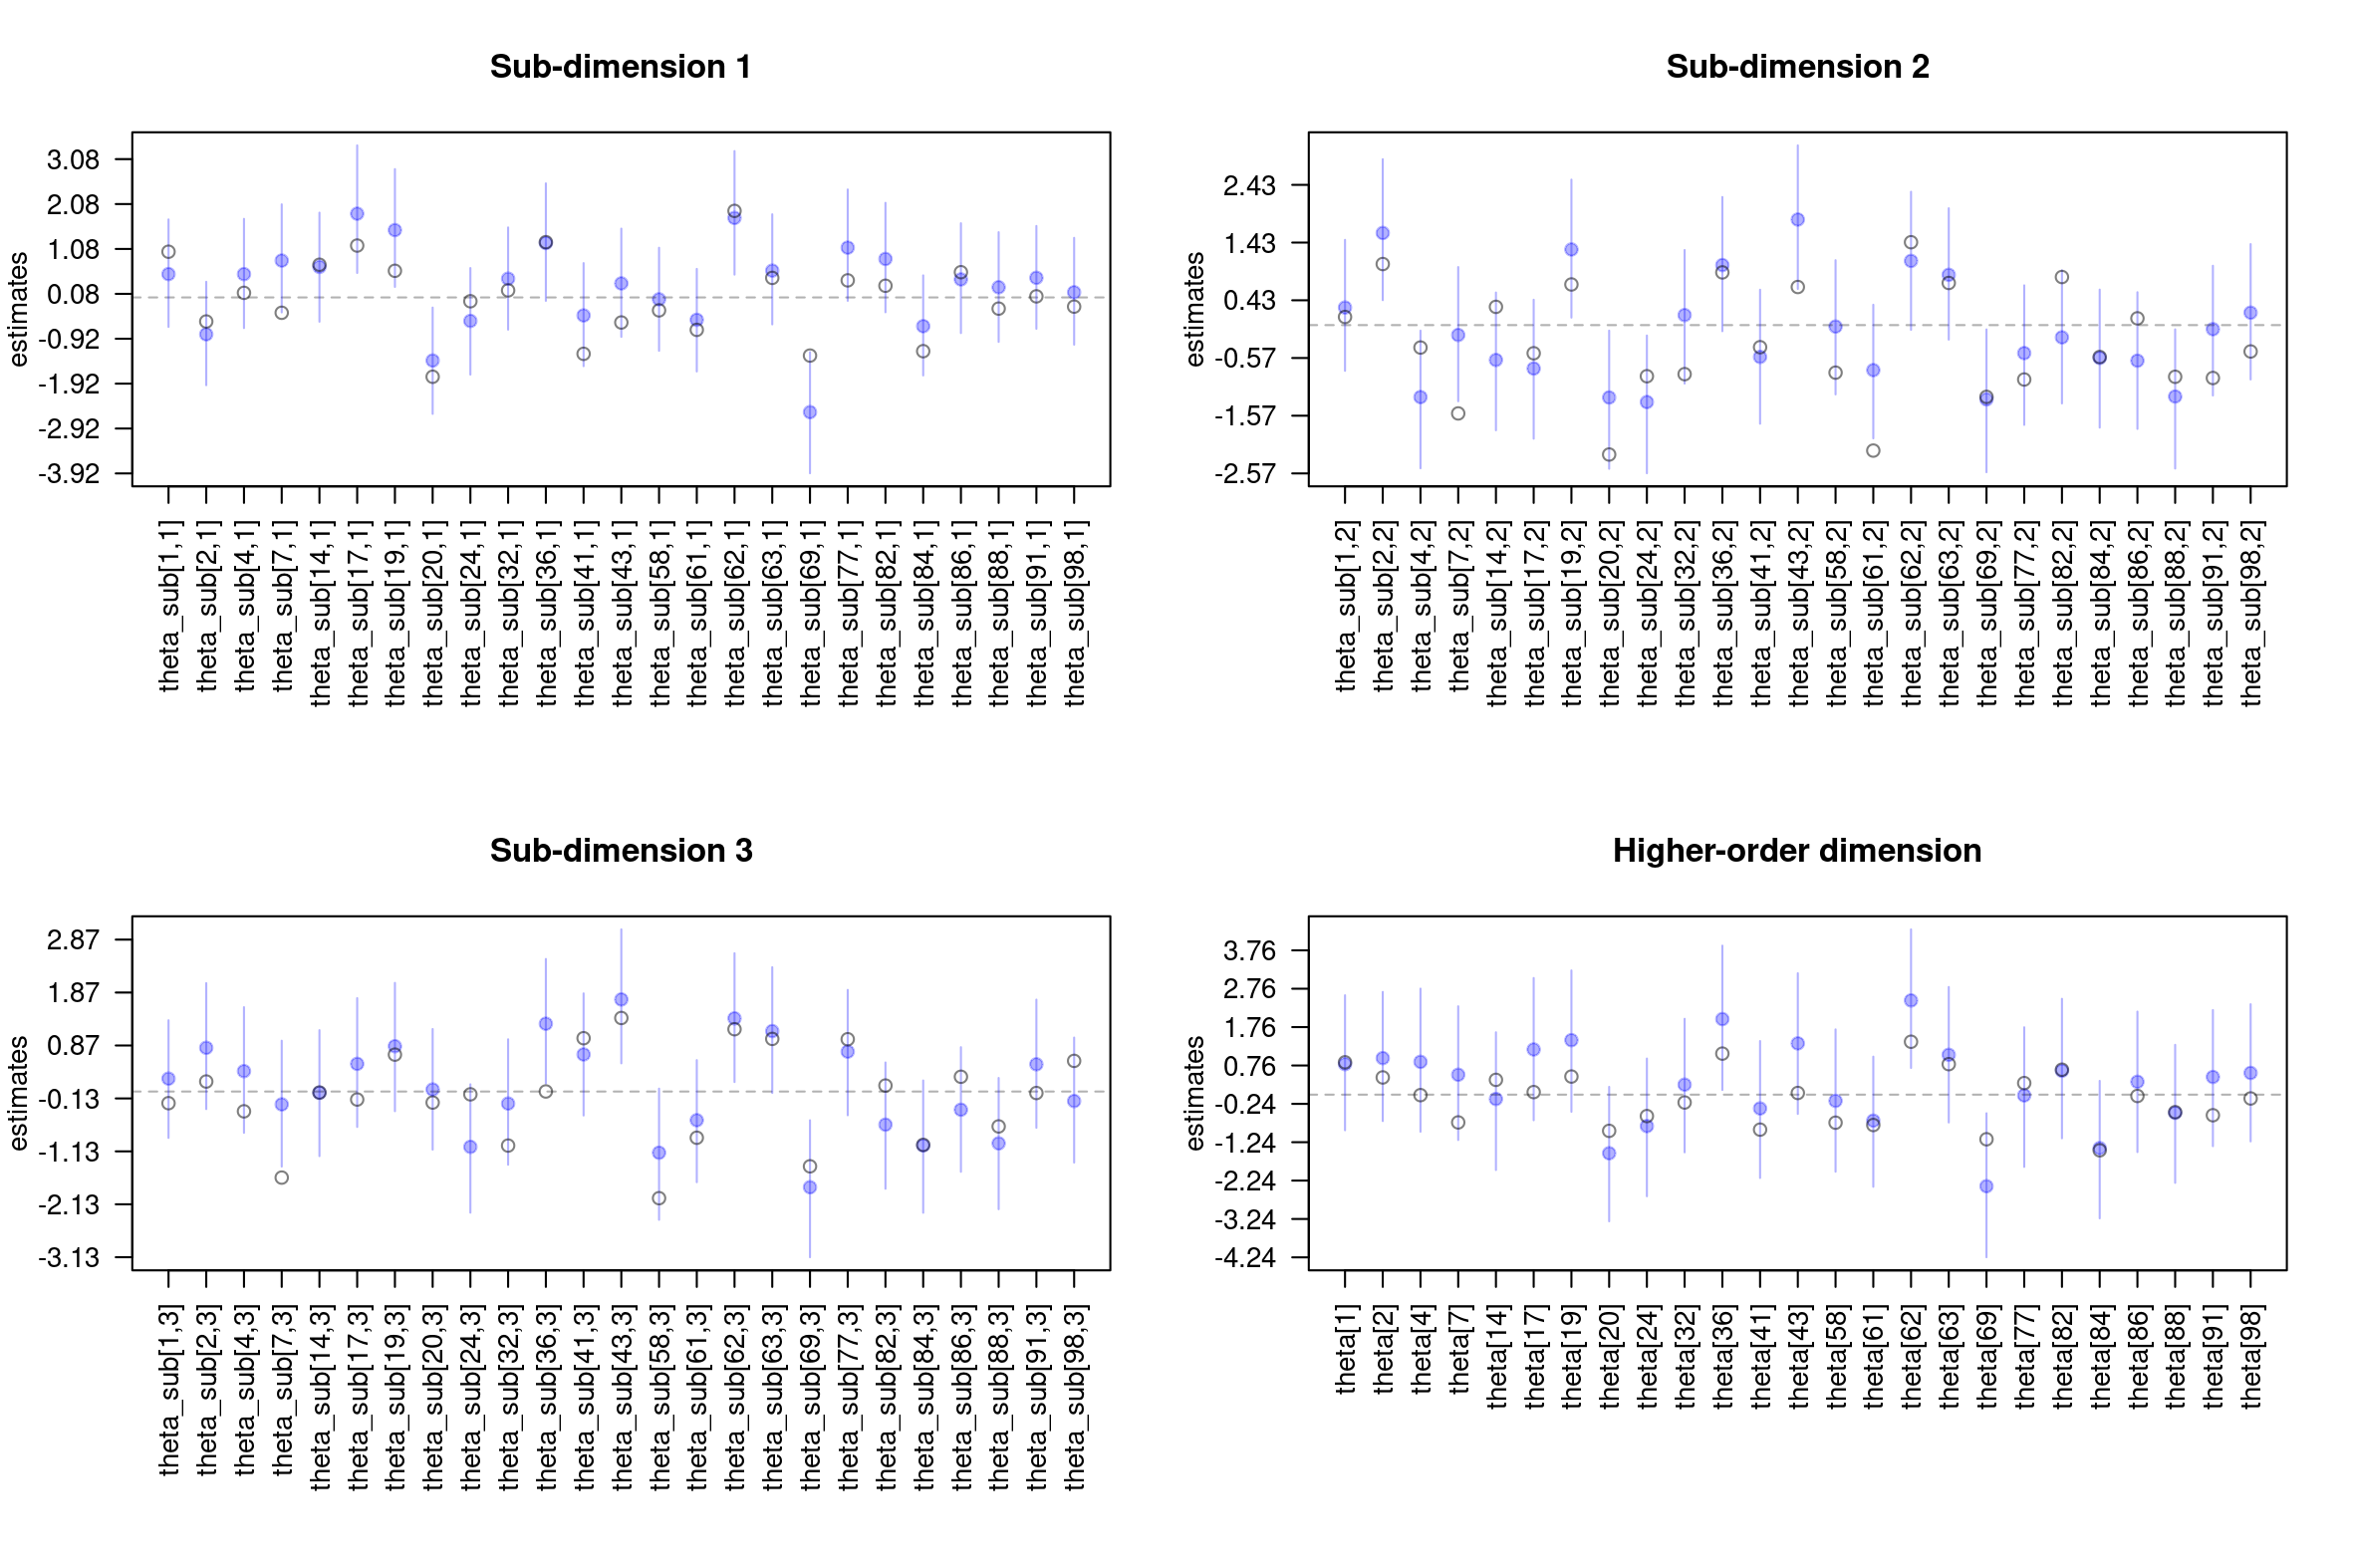 Sub-dimension 1
estimates
3.08
2.08
1.08
0.08
-0.92
-1.92
-2.92
-3.92
theta_sub[1,1]
theta_sub[2,1]
theta_sub[4,1]
theta_sub[7,1]
theta_sub[14,1]
theta_sub[17,1]
theta_sub[19,1]
theta_sub[20,1]
theta_sub[24,1]
theta_sub[32,1]
theta_sub[36,1]
theta_sub[41,1]
theta_sub[43,1]
theta_sub[58,1]
theta_sub[61,1]
theta_sub[62,1]
theta_sub[63,1]
theta_sub[69,1]
theta_sub[77,1]
theta_sub[82,1]
theta_sub[84,1]
theta_sub[86,1]
theta_sub[88,1]
theta_sub[91,1]
theta_sub[98,1]
Sub-dimension 2
estimates
2.43
1.43
0.43
-0.57
-1.57
-2.57
theta_sub[1,2]
theta_sub[2,2]
theta_sub[4,2]
theta_sub[7,2]
theta_sub[14,2]
theta_sub[17,2]
theta_sub[19,2]
theta_sub[20,2]
theta_sub[24,2]
theta_sub[32,2]
theta_sub[36,2]
theta_sub[41,2]
theta_sub[43,2]
theta_sub[58,2]
theta_sub[61,2]
theta_sub[62,2]
theta_sub[63,2]
theta_sub[69,2]
theta_sub[77,2]
theta_sub[82,2]
theta_sub[84,2]
theta_sub[86,2]
theta_sub[88,2]
theta_sub[91,2]
theta_sub[98,2]
Sub-dimension 3
estimates
2.87
1.87
0.87
-0.13
-1.13
-2.13
-3.13
theta_sub[1,3]
theta_sub[2,3]
theta_sub[4,3]
theta_sub[7,3]
theta_sub[14,3]
theta_sub[17,3]
theta_sub[19,3]
theta_sub[20,3]
theta_sub[24,3]
theta_sub[32,3]
theta_sub[36,3]
theta_sub[41,3]
theta_sub[43,3]
theta_sub[58,3]
theta_sub[61,3]
theta_sub[62,3]
theta_sub[63,3]
theta_sub[69,3]
theta_sub[77,3]
theta_sub[82,3]
theta_sub[84,3]
theta_sub[86,3]
theta_sub[88,3]
theta_sub[91,3]
theta_sub[98,3]
Higher-order dimension
estimates
3.76
2.76
1.76
0.76
-0.24
-1.24
-2.24
-3.24
-4.24
theta[1]
theta[2]
theta[4]
theta[7]
theta[14]
theta[17]
theta[19]
theta[20]
theta[24]
theta[32]
theta[36]
theta[41]
theta[43]
theta[58]
theta[61]
theta[62]
theta[63]
theta[69]
theta[77]
theta[82]
theta[84]
theta[86]
theta[88]
theta[91]
theta[98]